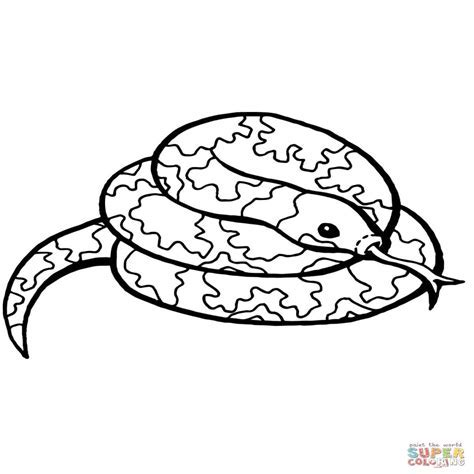 paint the world
SUPER
COLORING